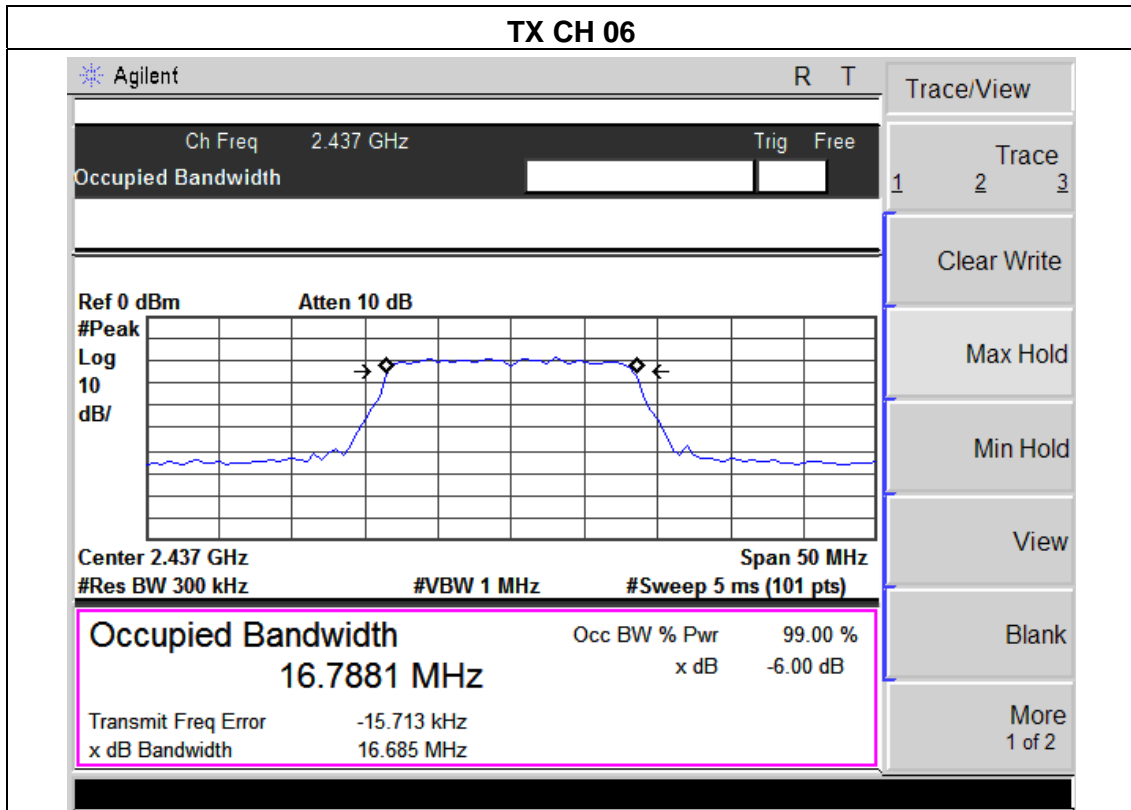 TX CH 06
Agilent R T
Ch Freq 2.437 GHz Trig Free
Occupied Bandwidth
Ref 0 dBm Atten 10 dB
#Peak
Log
10
dB/
Center 2.437 GHz Span 50 MHz
#Res BW 300 kHz #VBW 1 MHz #Sweep 5 ms (101 pts)
Occupied Bandwidth Occ BW % Pwr 99.00 %
16.7881 MHz x dB -6.00 dB
Transmit Freq Error -15.713 kHz
x dB Bandwidth 16.685 MHz
Trace/View
Trace
1 2 3
Clear Write
Max Hold
Min Hold
View
Blank
More
1 of 2